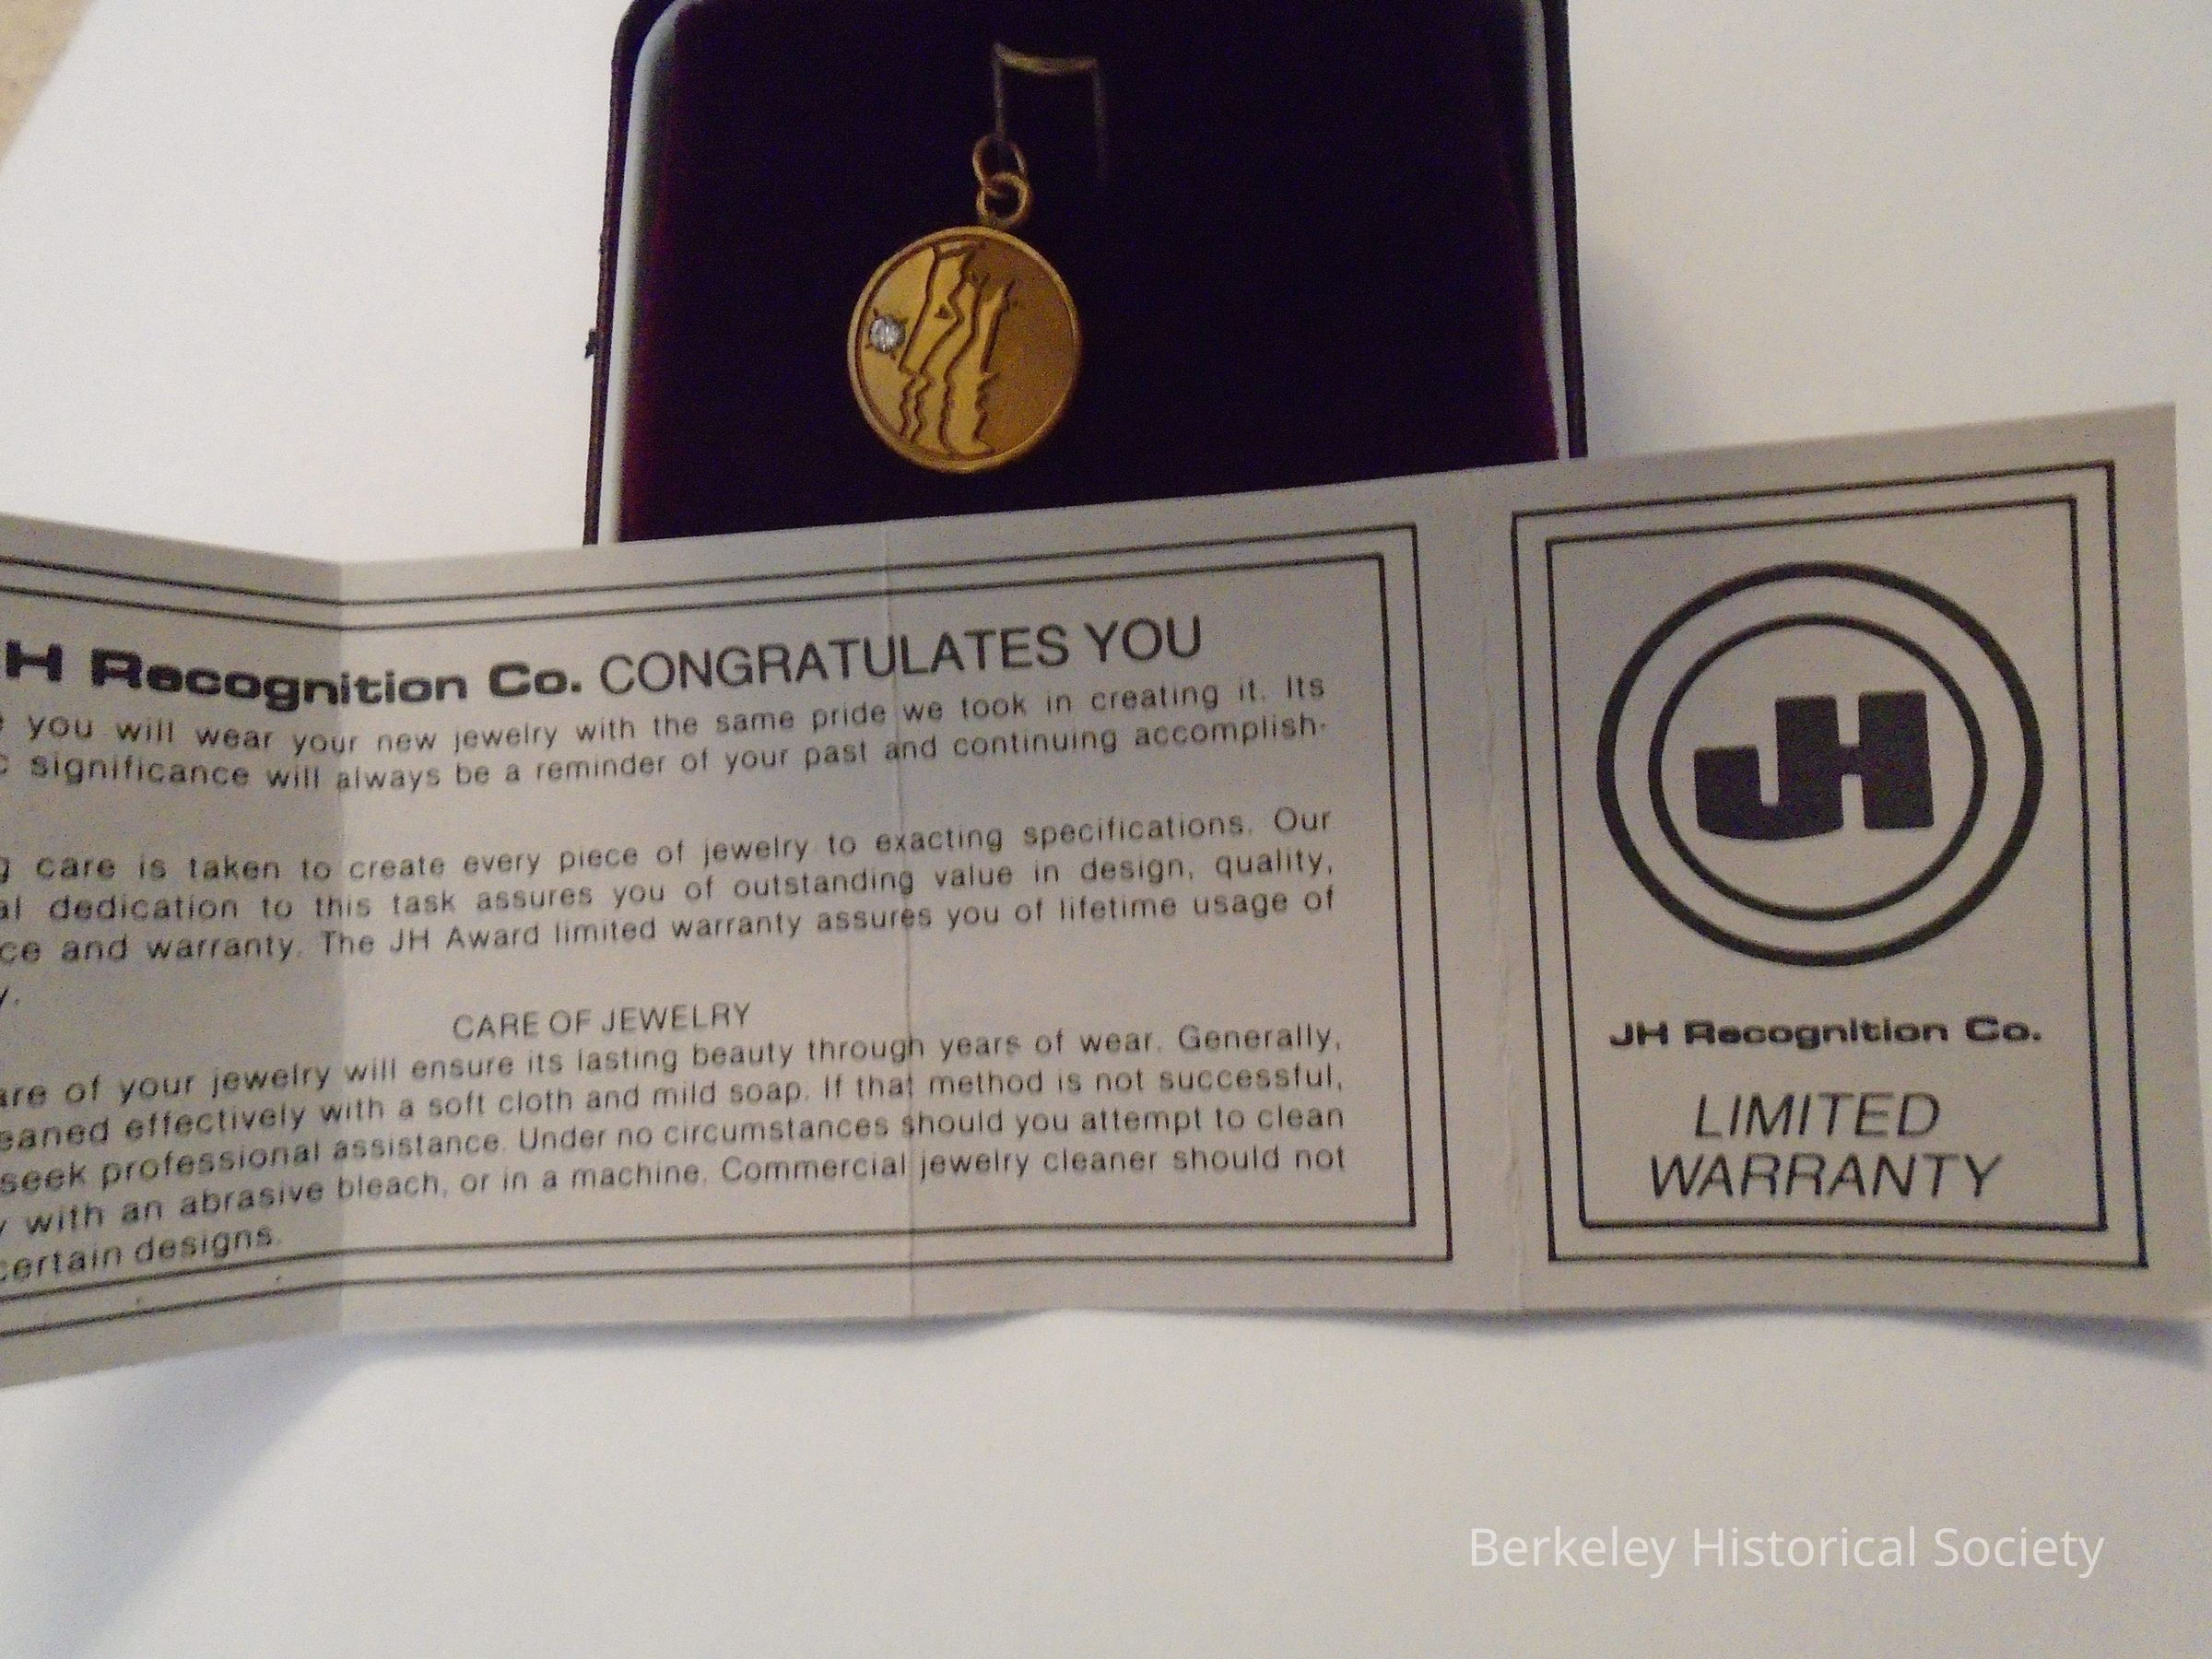 H Recognition Co. CONGRATULATES YOU
you will wear your new jewelry with the same pride we took in creating it. Its
significance will always be a reminder of your past and continuing accomplish-
care is taken to create every piece of jewelry to exacting specifications. Our
dedication to this task assures you of outstanding value in design, quality,
and warranty. The JH Award limited warranty assures you of lifetime usage of
CARE OF JEWELRY
of your jewelry will ensure its lasting beauty through years of wear. Generally,
effectively with a soft cloth and mild soap. If that method is not successful,
seek professional assistance. Under no circumstances should you attempt to clean
with an abrasive bleach, or in a machine. Commercial jewelry cleaner should not
certain designs.
JH
JH Recognition Co.
LIMITED
WARRANTY
Berkeley Historical Society